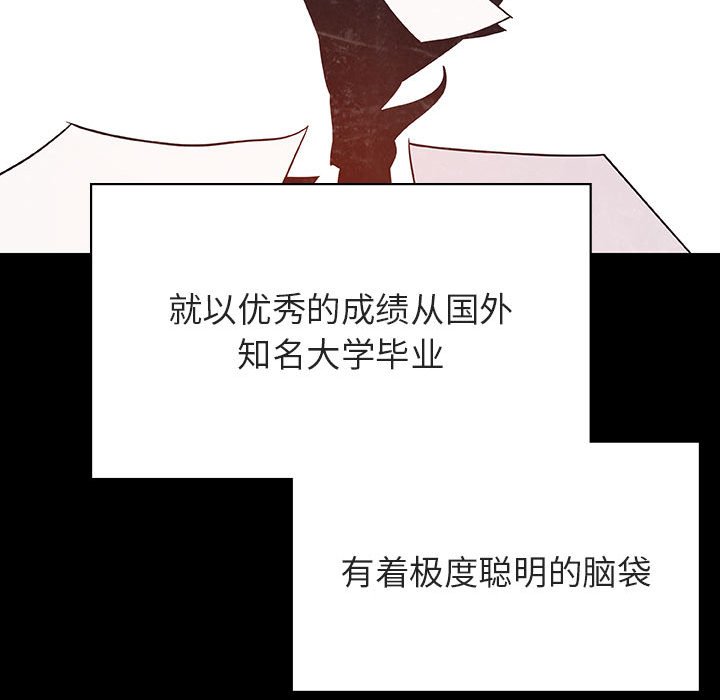 就以优秀的成绩从国外
知名大学毕业
有着极度聪明的脑袋